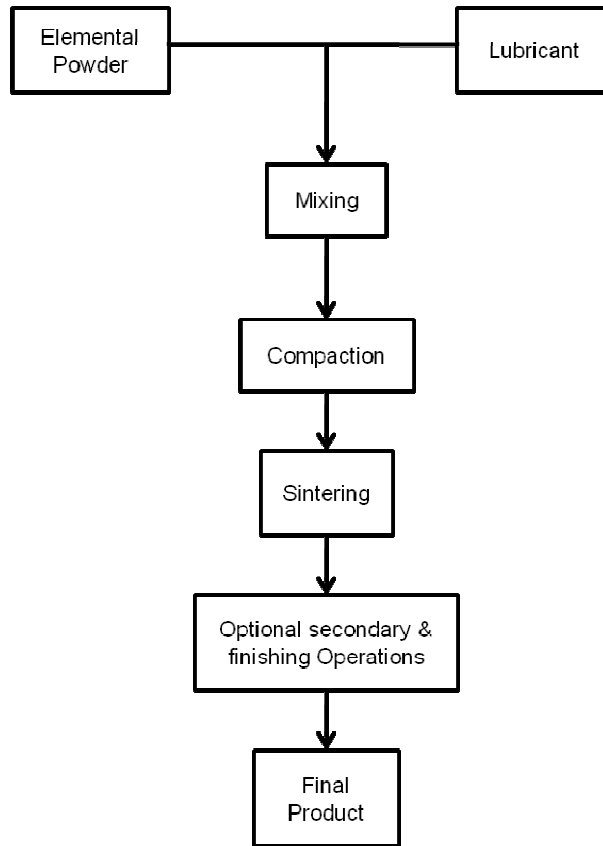 Elemental
Powder
Lubricant
Mixing
Compaction
Sintering
Optional secondary &
finishing Operations
Final
Product